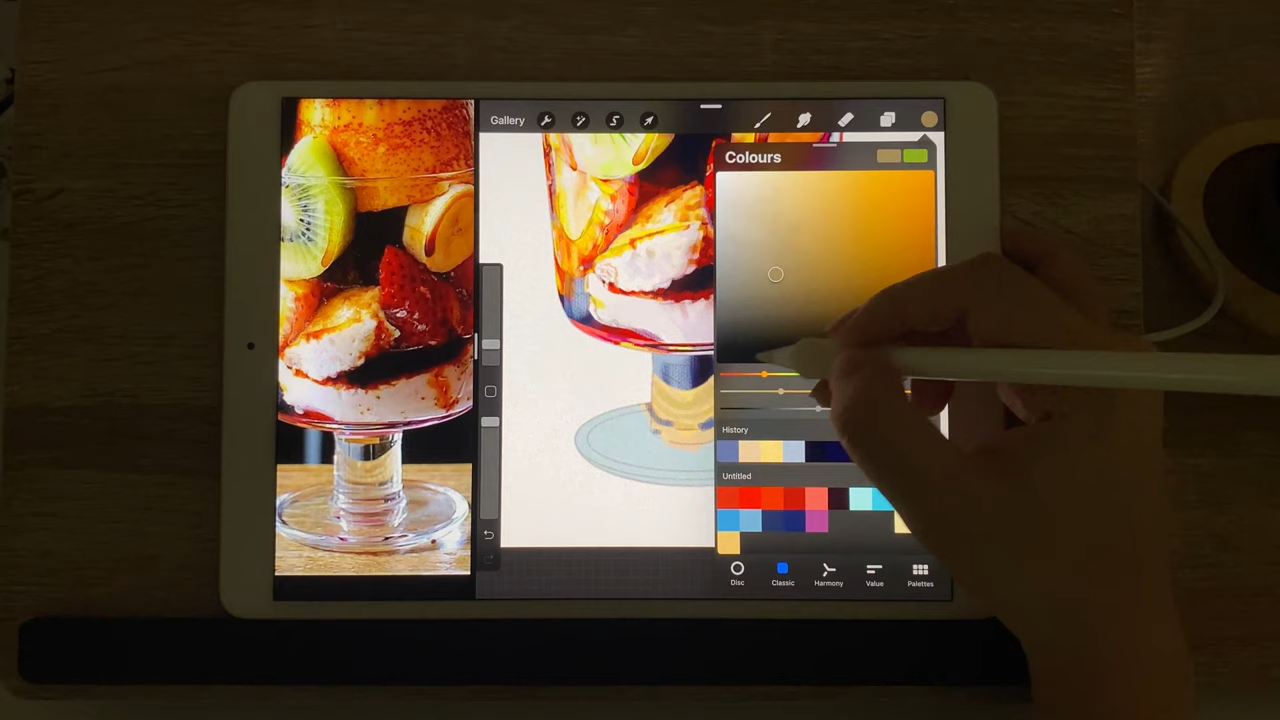 Gallery
Colours
History
Untitled
Disc
Classic
Harmony
Value
Palettes